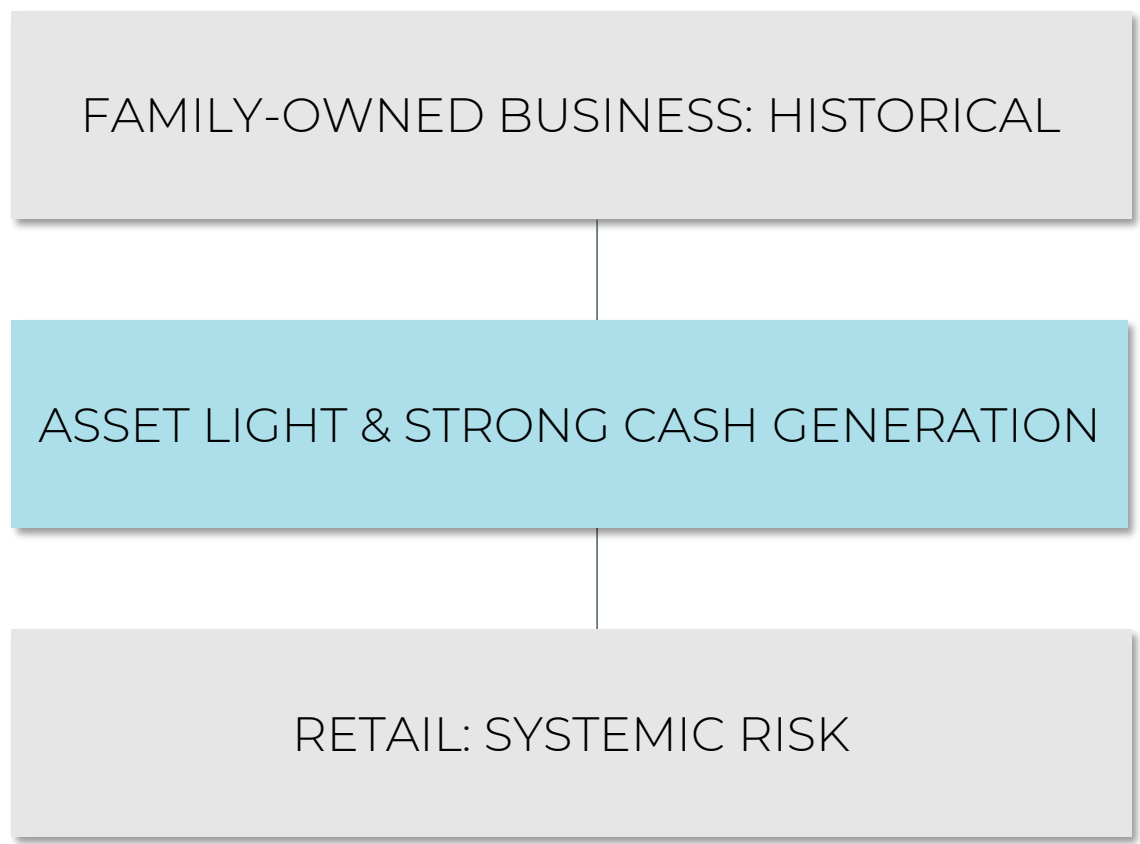 FAMILY-OWNED BUSINESS: HISTORICAL
ASSET LIGHT & STRONG CASH GENERATION
RETAIL: SYSTEMIC RISK